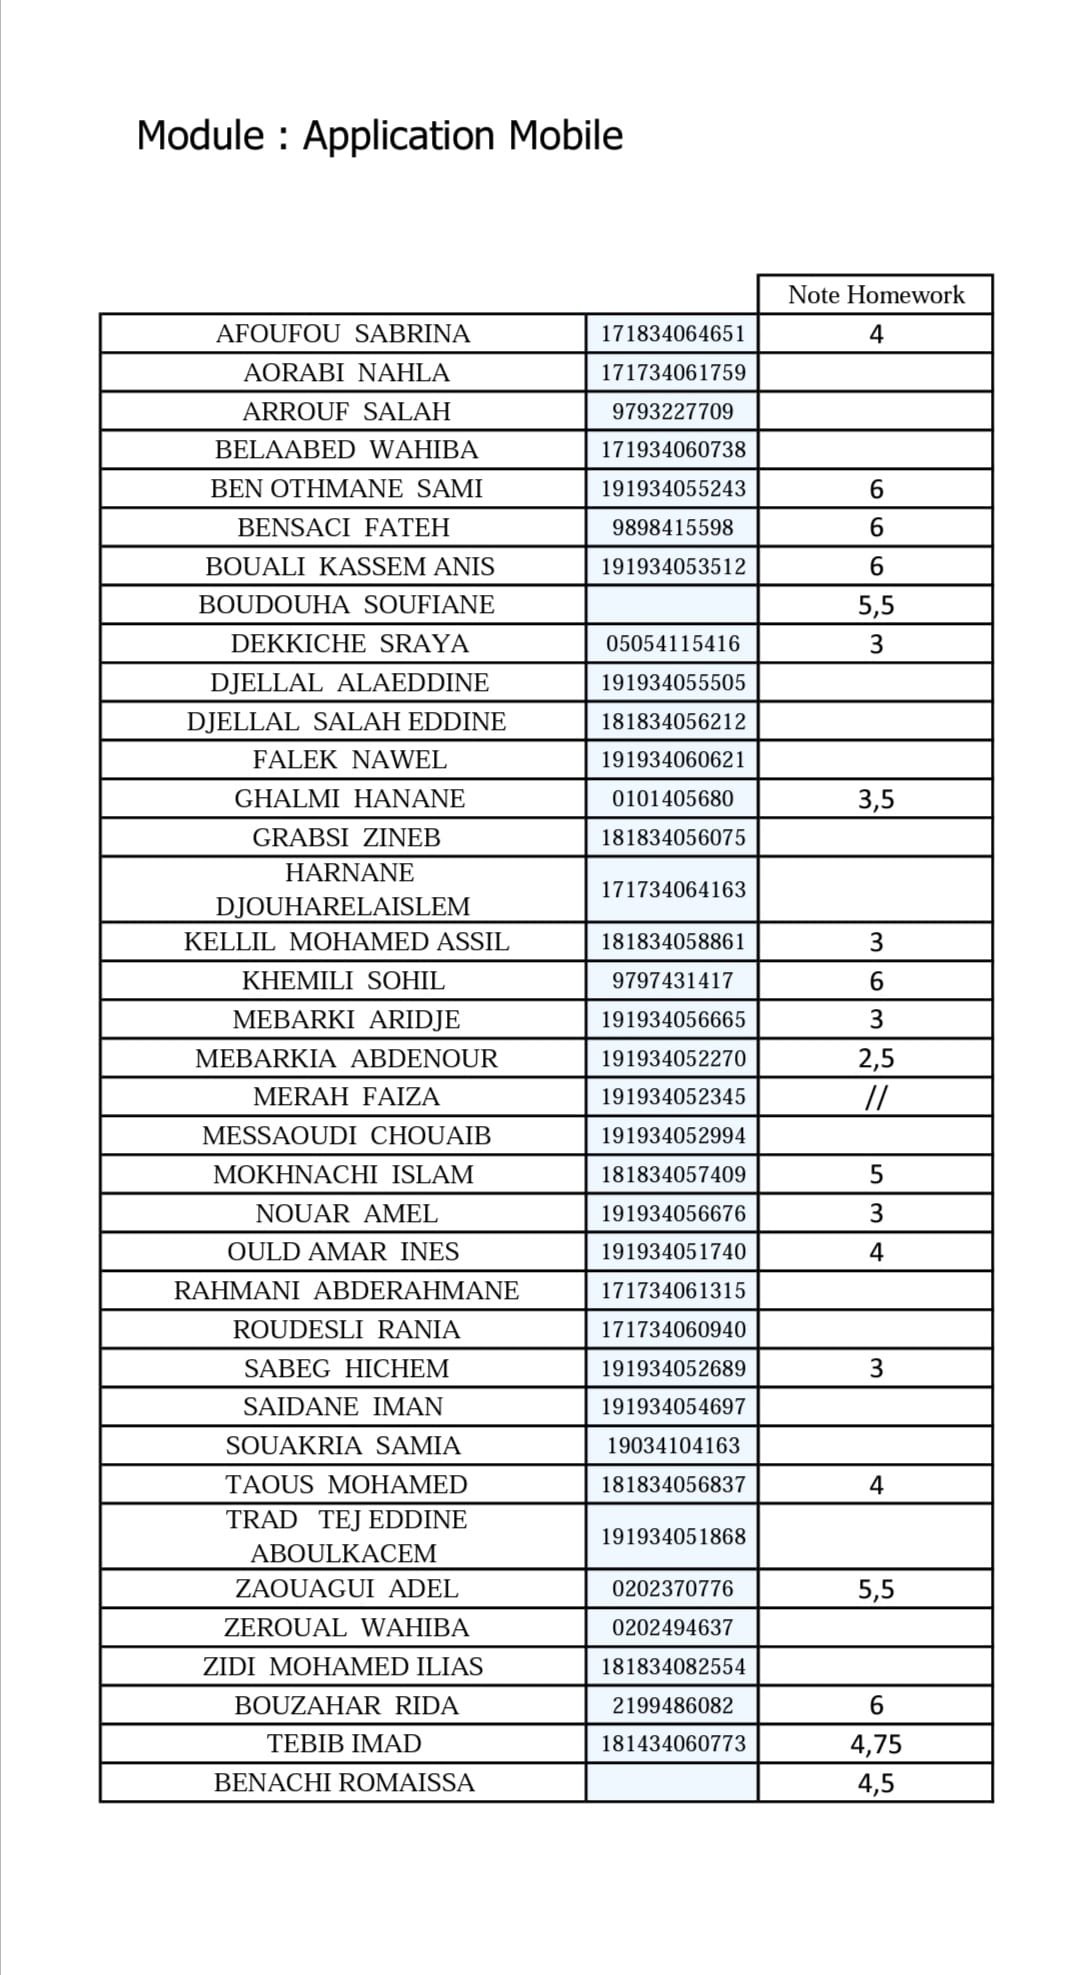 Module : Application Mobile
Note Homework
AFOUFOU SABRINA 171834064651 4
AORABI NAHLA 171734061759
ARROUF SALAH 9793227709
BELAABED WAHIBA 171934060738
BEN OTHMANE SAMI 191934055243 6
BENSACI FATEH 9898415598 6
BOUALI KASSEM ANIS 191934053512 6
BOUDOUHA SOUFIANE 5,5
DEKKICHE SRAYA 05054115416 3
DJELLAL ALAEDDINE 191934055505
DJELLAL SALAH EDDINE 181834056212
FALEK NAWEL 191934060621
GHALMI HANANE 0101405680 3,5
GRABSI ZINEB 181834056075
HARNANE
DJOUHARELAISLEM 171734064163
KELLIL MOHAMED ASSIL 181834058861 3
KHEMILI SOHIL 9797431417 6
MEBARKI ARIDJE 191934056665 3
MEBARKIA ABDENOUR 191934052270 2,5
MERAH FAIZA 191934052345 //
MESSAOUDI CHOUAIB 191934052994
MOKHNACHI ISLAM 181834057409 5
NOUAR AMEL 191934056676 3
OULD AMAR INES 191934051740 4
RAHMANI ABDERAHMANE 171734061315
ROUDESLI RANIA 171734060940
SABEG HICHEM 191934052689 3
SAIDANE IMAN 191934054697
SOUAKRIA SAMIA 19034104163
TAOUS MOHAMED 181834056837 4
TRAD TEJ EDDINE
ABOULKACEM 191934051868
ZAOUAGUI ADEL 0202370776 5,5
ZEROUAL WAHIBA 0202494637
ZIDI MOHAMED ILIAS 181834082554
BOUZAHAR RIDA 2199486082 6
TEBIB IMAD 181434060773 4,75
BENACHI ROMAISSA 4,5